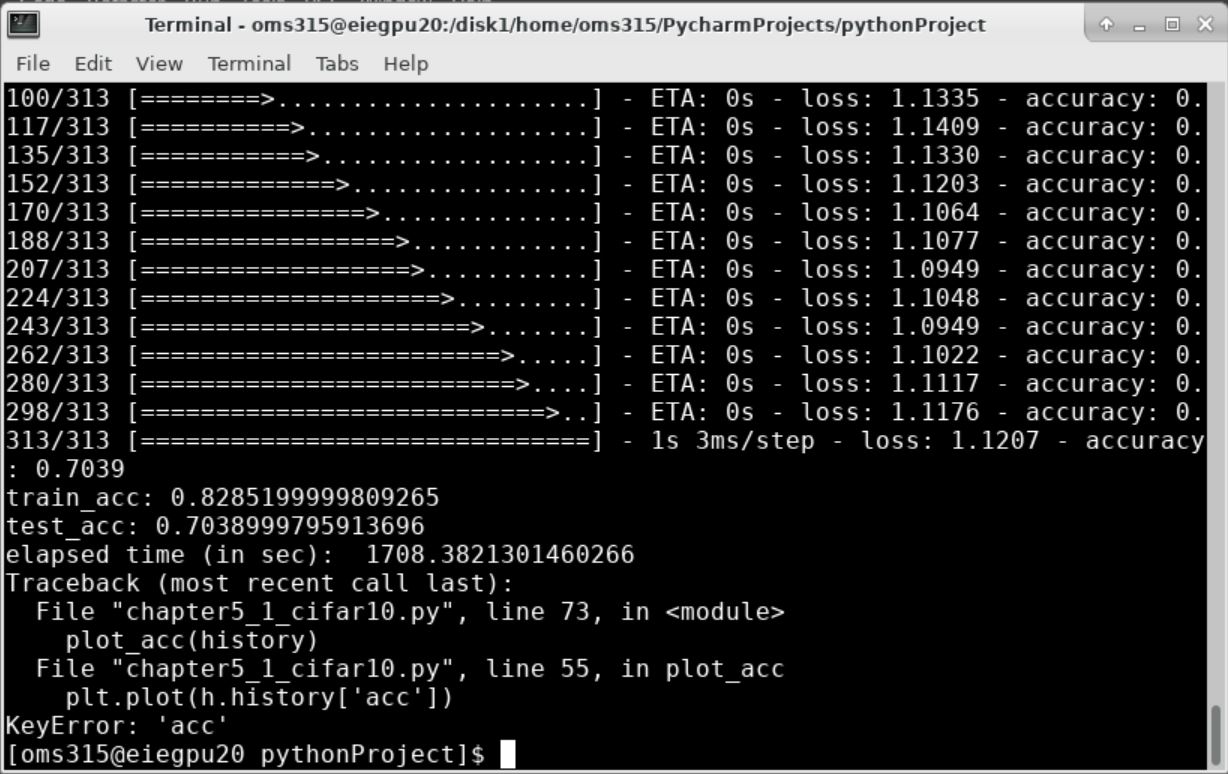 Terminal - oms315@eiegpu20:/disk1/home/oms315/PycharmProjects/pythonProject
File Edit View Terminal Tabs Help
100/313 [========>.....................] - ETA: 0s - loss: 1.1335 - accuracy: 0.
117/313 [==========>...................] - ETA: 0s - loss: 1.1409 - accuracy: 0.
135/313 [===========>..................] - ETA: 0s - loss: 1.1330 - accuracy: 0.
152/313 [=============>................] - ETA: 0s - loss: 1.1203 - accuracy: 0.
170/313 [===============>..............] - ETA: 0s - loss: 1.1064 - accuracy: 0.
188/313 [=================>............] - ETA: 0s - loss: 1.1077 - accuracy: 0.
207/313 [==================>...........] - ETA: 0s - loss: 1.0949 - accuracy: 0.
224/313 [====================>.........] - ETA: 0s - loss: 1.1048 - accuracy: 0.
243/313 [======================>.......] - ETA: 0s - loss: 1.0949 - accuracy: 0.
262/313 [========================>.....] - ETA: 0s - loss: 1.1022 - accuracy: 0.
280/313 [=========================>....] - ETA: 0s - loss: 1.1117 - accuracy: 0.
298/313 [===========================>..] - ETA: 0s - loss: 1.1176 - accuracy: 0.
313/313 [==============================] - 1s 3ms/step - loss: 1.1207 - accuracy
: 0.7039
train_acc: 0.8285199999809265
test_acc: 0.7038999795913696
elapsed time (in sec):  1708.3821301460266
Traceback (most recent call last):
  File "chapter5_1_cifar10.py", line 73, in <module>
    plot_acc(history)
  File "chapter5_1_cifar10.py", line 55, in plot_acc
    plt.plot(h.history['acc'])
KeyError: 'acc'
[oms315@eiegpu20 pythonProject]$